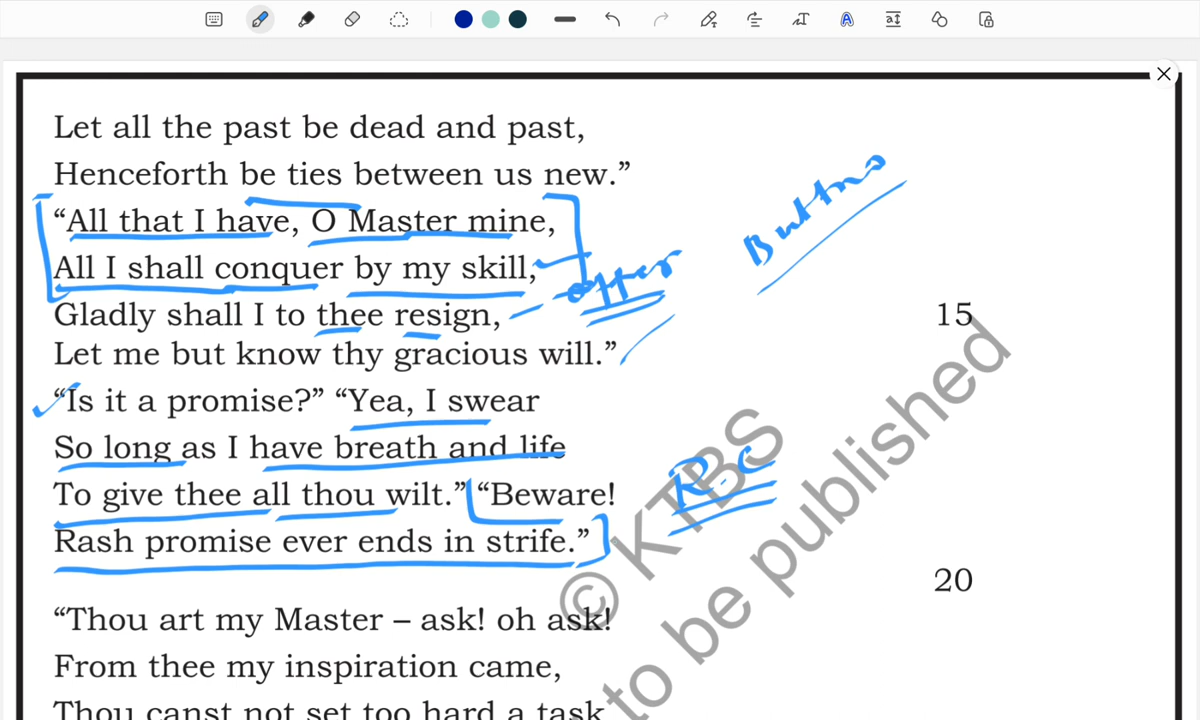 Let all the past be dead and past,
Henceforth be ties between us new.”
“All that I have, O Master mine,
All I shall conquer by my skill,
Gladly shall I to thee resign,
15
Let me but know thy gracious will.”
“Is it a promise?” “Yea, I swear
So long as I have breath and life
To give thee all thou wilt.” “Beware!
Rash promise ever ends in strife.”
20
“Thou art my Master – ask! oh ask!
From thee my inspiration came,
Thou canst not set too hard a task
offer
R.C
© KTBS
to be published